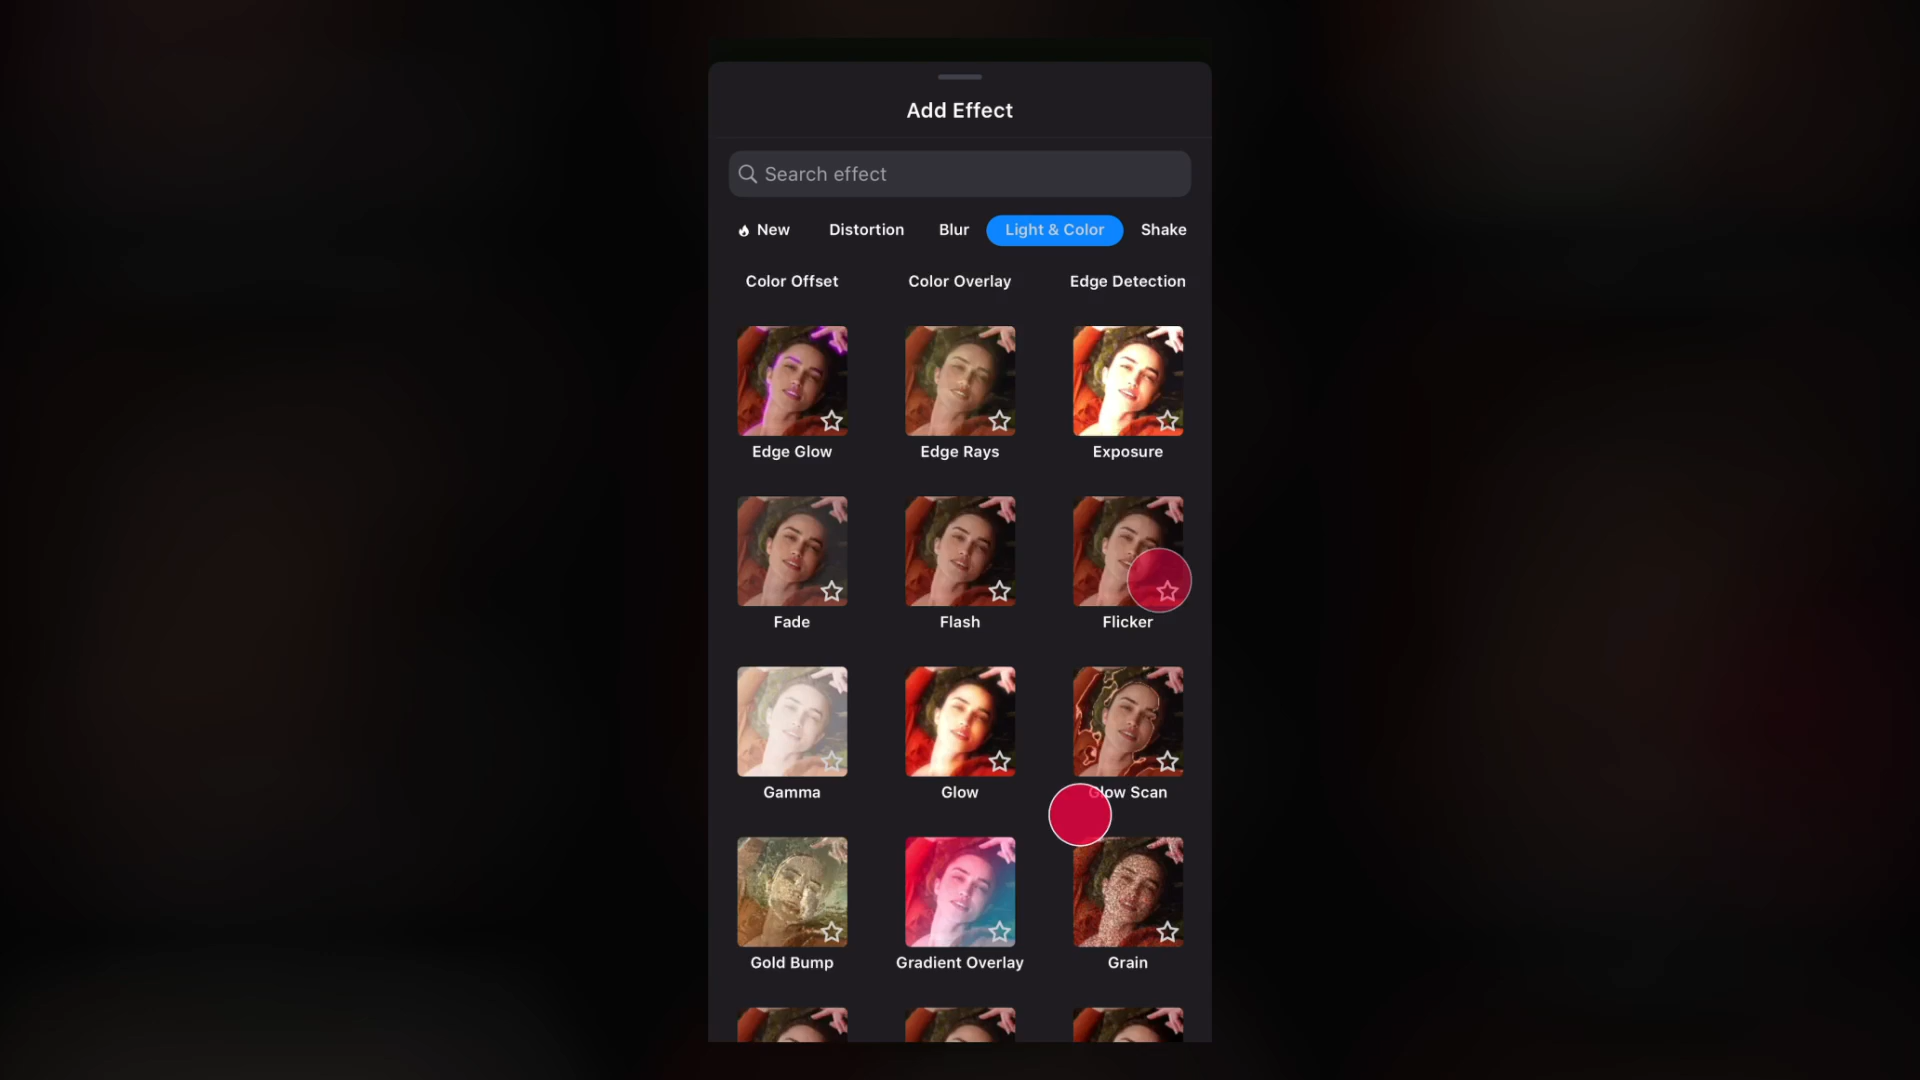 Add Effect
Search effect
New Distortion Blur Light & Color Shake
Color Offset Color Overlay Edge Detection
Edge Glow Edge Rays Exposure
Fade Flash Flicker
Gamma Glow Glow Scan
Gold Bump Gradient Overlay Grain